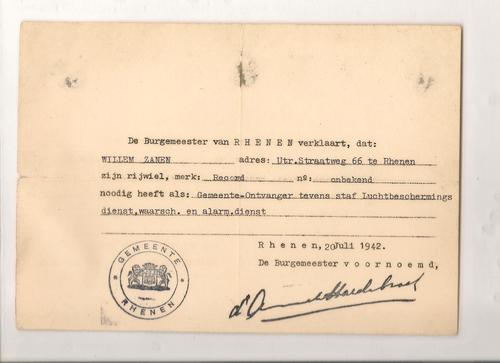 De Burgemeester van RHENEN verklaart, dat:
WILLEM ZANEN adres: Utr.Straatweg 66 te Rhenen
zijn rijwiel, merk: Record no: onbekend
noodig heeft als: Gemeente-Ontvanger tevens staf Luchtbeschermings
dienst,waarsch. en alarm.dienst
Rhenen, 20Juli 1942.
De Burgemeester voornoemd,
GEMEENTE
RHENEN